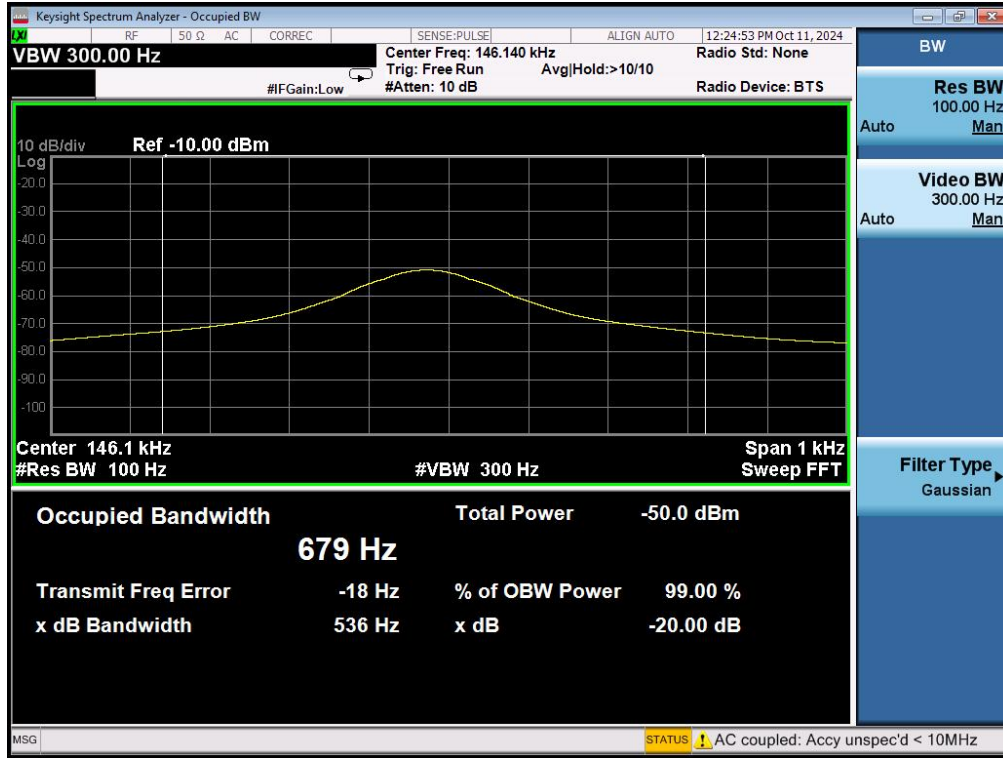 Keysight Spectrum Analyzer - Occupied BW
LXI RF 50 Ω AC CORREC SENSE:PULSE ALIGN AUTO 12:24:53 PM Oct 11, 2024
VBW 300.00 Hz
Center Freq: 146.140 kHz Radio Std: None
Trig: Free Run Avg|Hold:>10/10
#IFGain:Low #Atten: 10 dB Radio Device: BTS
10 dB/div Ref -10.00 dBm
Log
-20.0
-30.0
-40.0
-50.0
-60.0
-70.0
-80.0
-90.0
-100
Center 146.1 kHz Span 1 kHz
#Res BW 100 Hz #VBW 300 Hz Sweep FFT
Occupied Bandwidth Total Power -50.0 dBm
679 Hz
Transmit Freq Error -18 Hz % of OBW Power 99.00 %
x dB Bandwidth 536 Hz x dB -20.00 dB
BW
Res BW
100.00 Hz
Auto Man
Video BW
300.00 Hz
Auto Man
Filter Type
Gaussian
MSG STATUS AC coupled: Accy unspec'd < 10MHz